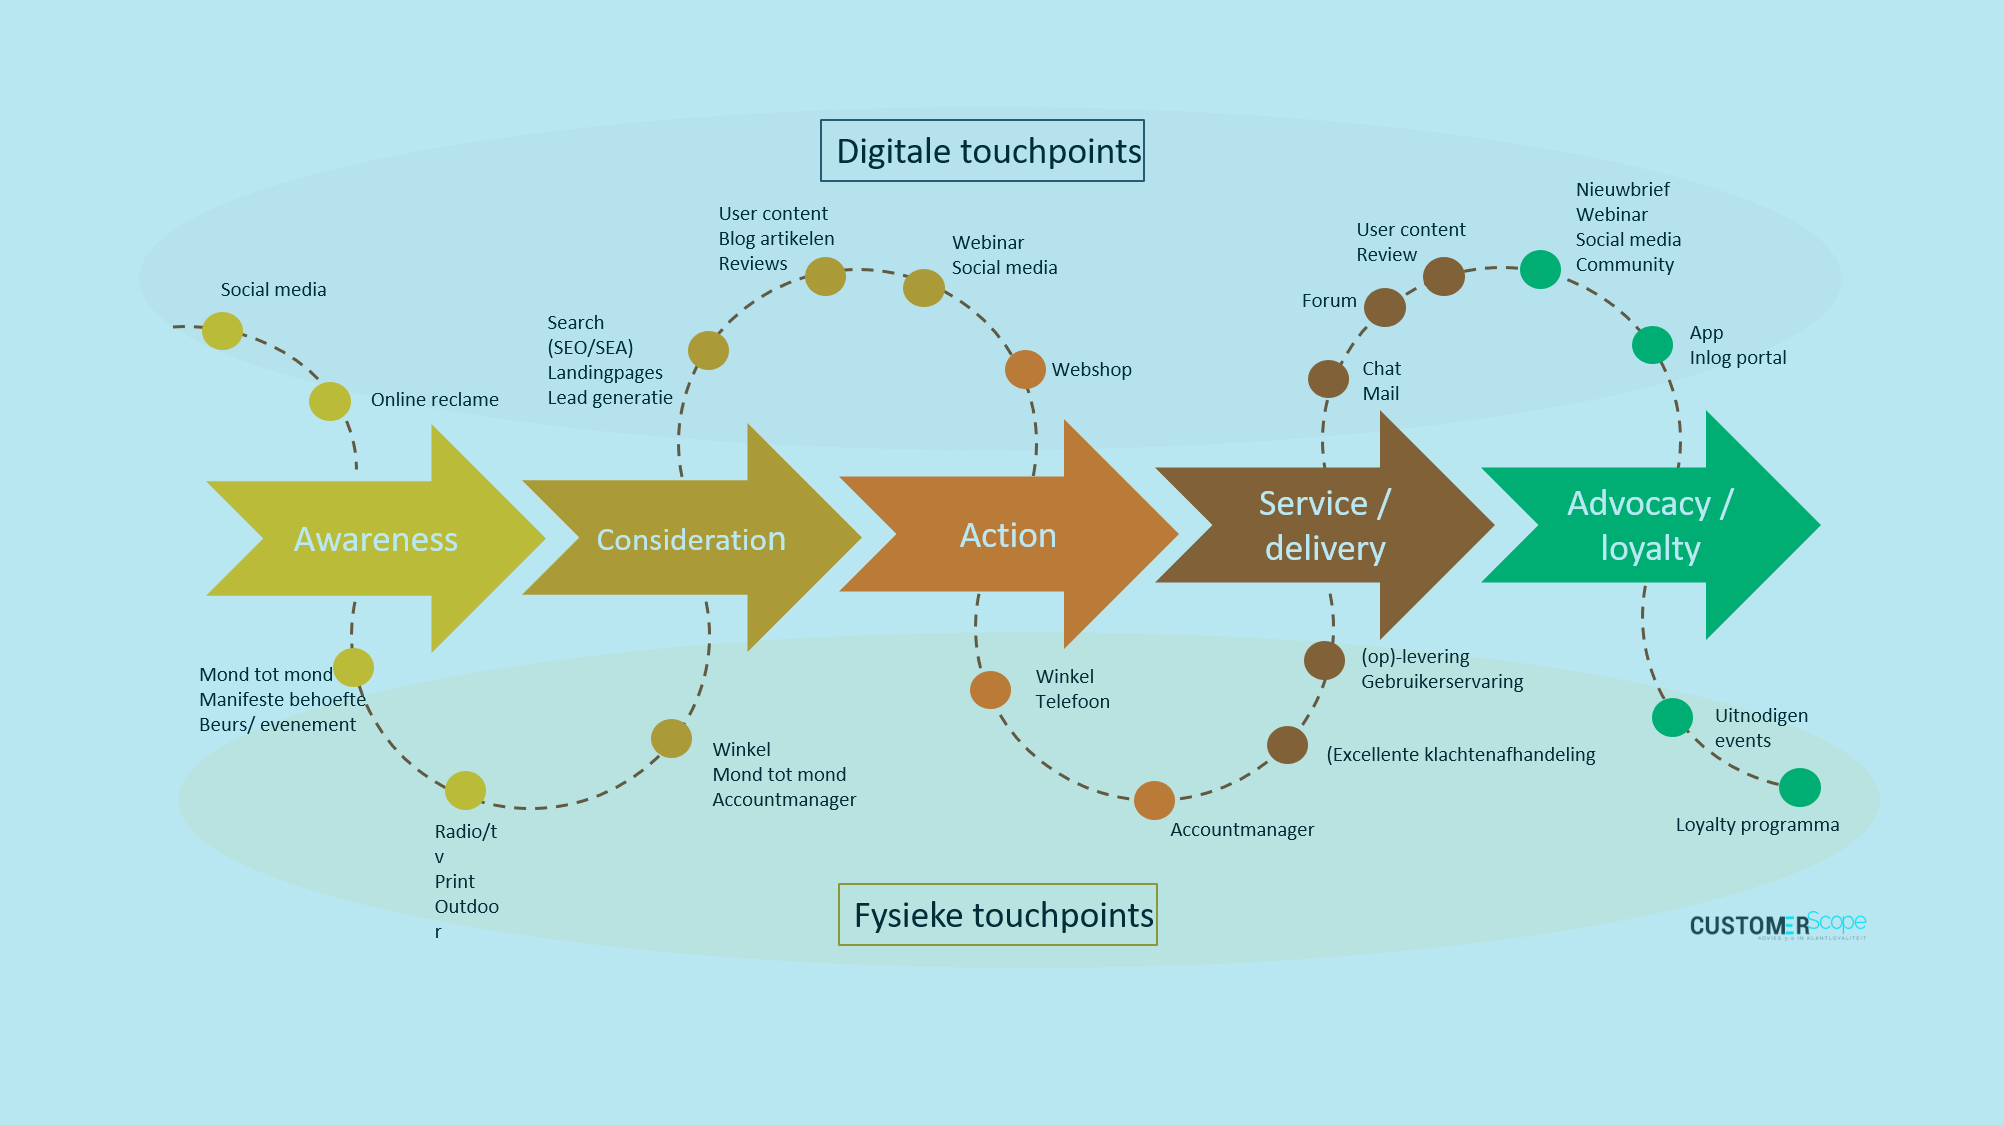 Digitale touchpoints
Social media
Online reclame
Search
(SEO/SEA)
Landingpages
Lead generatie
User content
Blog artikelen
Reviews
Webinar
Social media
Webshop
Chat
Mail
Forum
User content
Review
Nieuwbrief
Webinar
Social media
Community
App
Inlog portal
Awareness
Consideration
Action
Service /
delivery
Advocacy /
loyalty
Mond tot mond
Manifeste behoefte
Beurs/ evenement
Radio/t
v
Print
Outdoo
r
Winkel
Mond tot mond
Accountmanager
Winkel
Telefoon
Accountmanager
(op)-levering
Gebruikerservaring
(Excellente klachtenafhandeling
Uitnodigen
events
Loyalty programma
Fysieke touchpoints
CUSTOMERScope